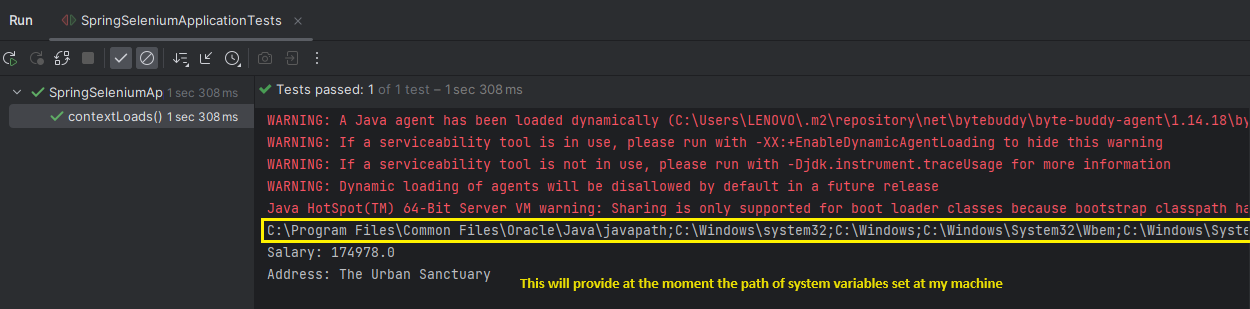 Run SpringSeleniumApplicationTests
SpringSeleniumAp 1 sec 308 ms
contextLoads() 1 sec 308 ms
Tests passed: 1 of 1 test – 1 sec 308 ms
WARNING: A Java agent has been loaded dynamically (C:\Users\LENOVO\.m2\repository\net\bytebuddy\byte-buddy-agent\1.14.18\by
WARNING: If a serviceability tool is in use, please run with -XX:+EnableDynamicAgentLoading to hide this warning
WARNING: If a serviceability tool is not in use, please run with -Djdk.instrument.traceUsage for more information
WARNING: Dynamic loading of agents will be disallowed by default in a future release
Java HotSpot(TM) 64-Bit Server VM warning: Sharing is only supported for boot loader classes because bootstrap classpath ha
C:\Program Files\Common Files\Oracle\Java\javapath;C:\Windows\system32;C:\Windows;C:\Windows\System32\Wbem;C:\Windows\Syste
Salary: 174978.0
Address: The Urban Sanctuary
This will provide at the moment the path of system variables set at my machine